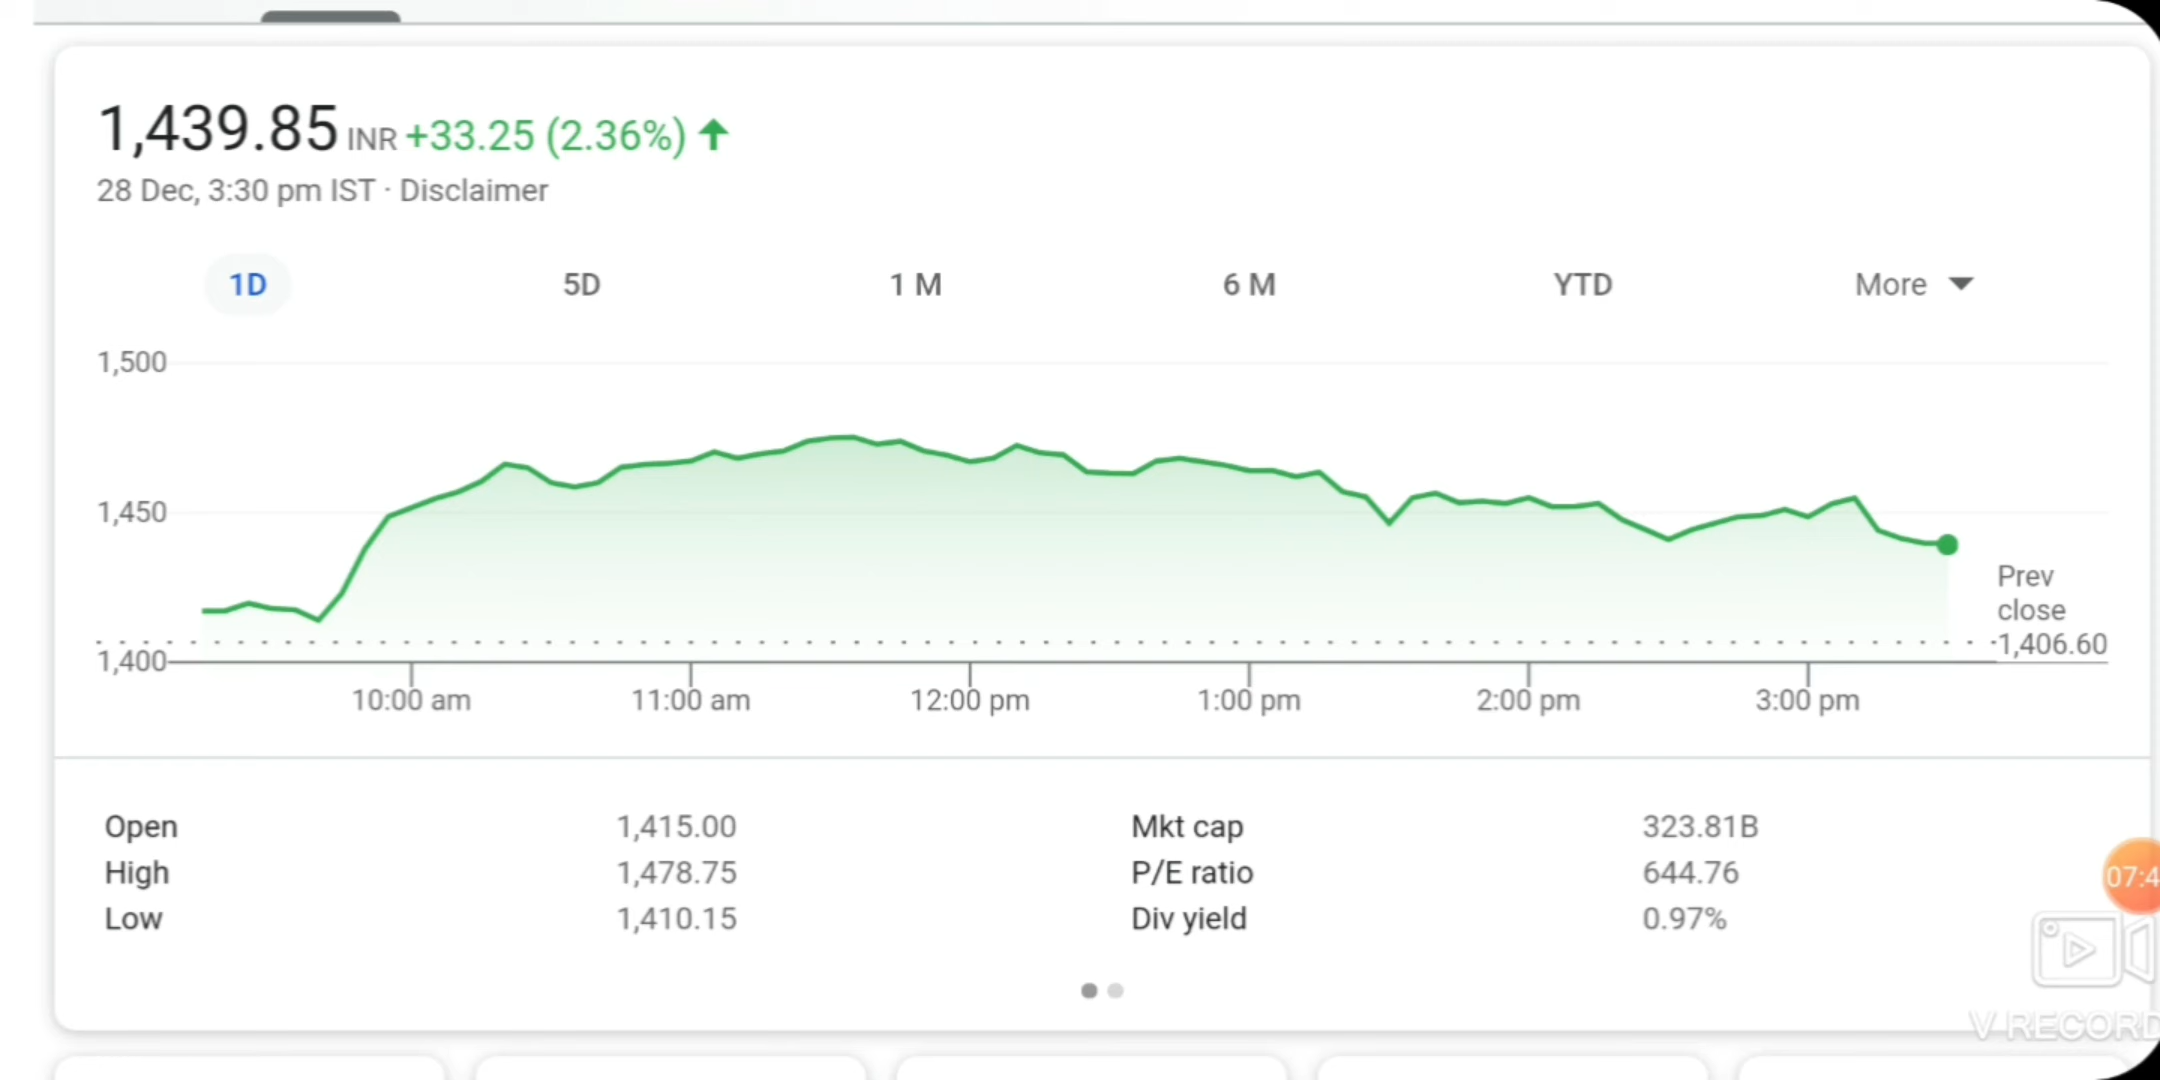 1,439.85 INR +33.25 (2.36%)
28 Dec, 3:30 pm IST · Disclaimer
1D 5D 1 M 6 M YTD More
1,500
1,450
1,400
Prev
close
1,406.60
10:00 am 11:00 am 12:00 pm 1:00 pm 2:00 pm 3:00 pm
Open 1,415.00 Mkt cap 323.81B
High 1,478.75 P/E ratio 644.76
Low 1,410.15 Div yield 0.97%
07:4
V RECORD